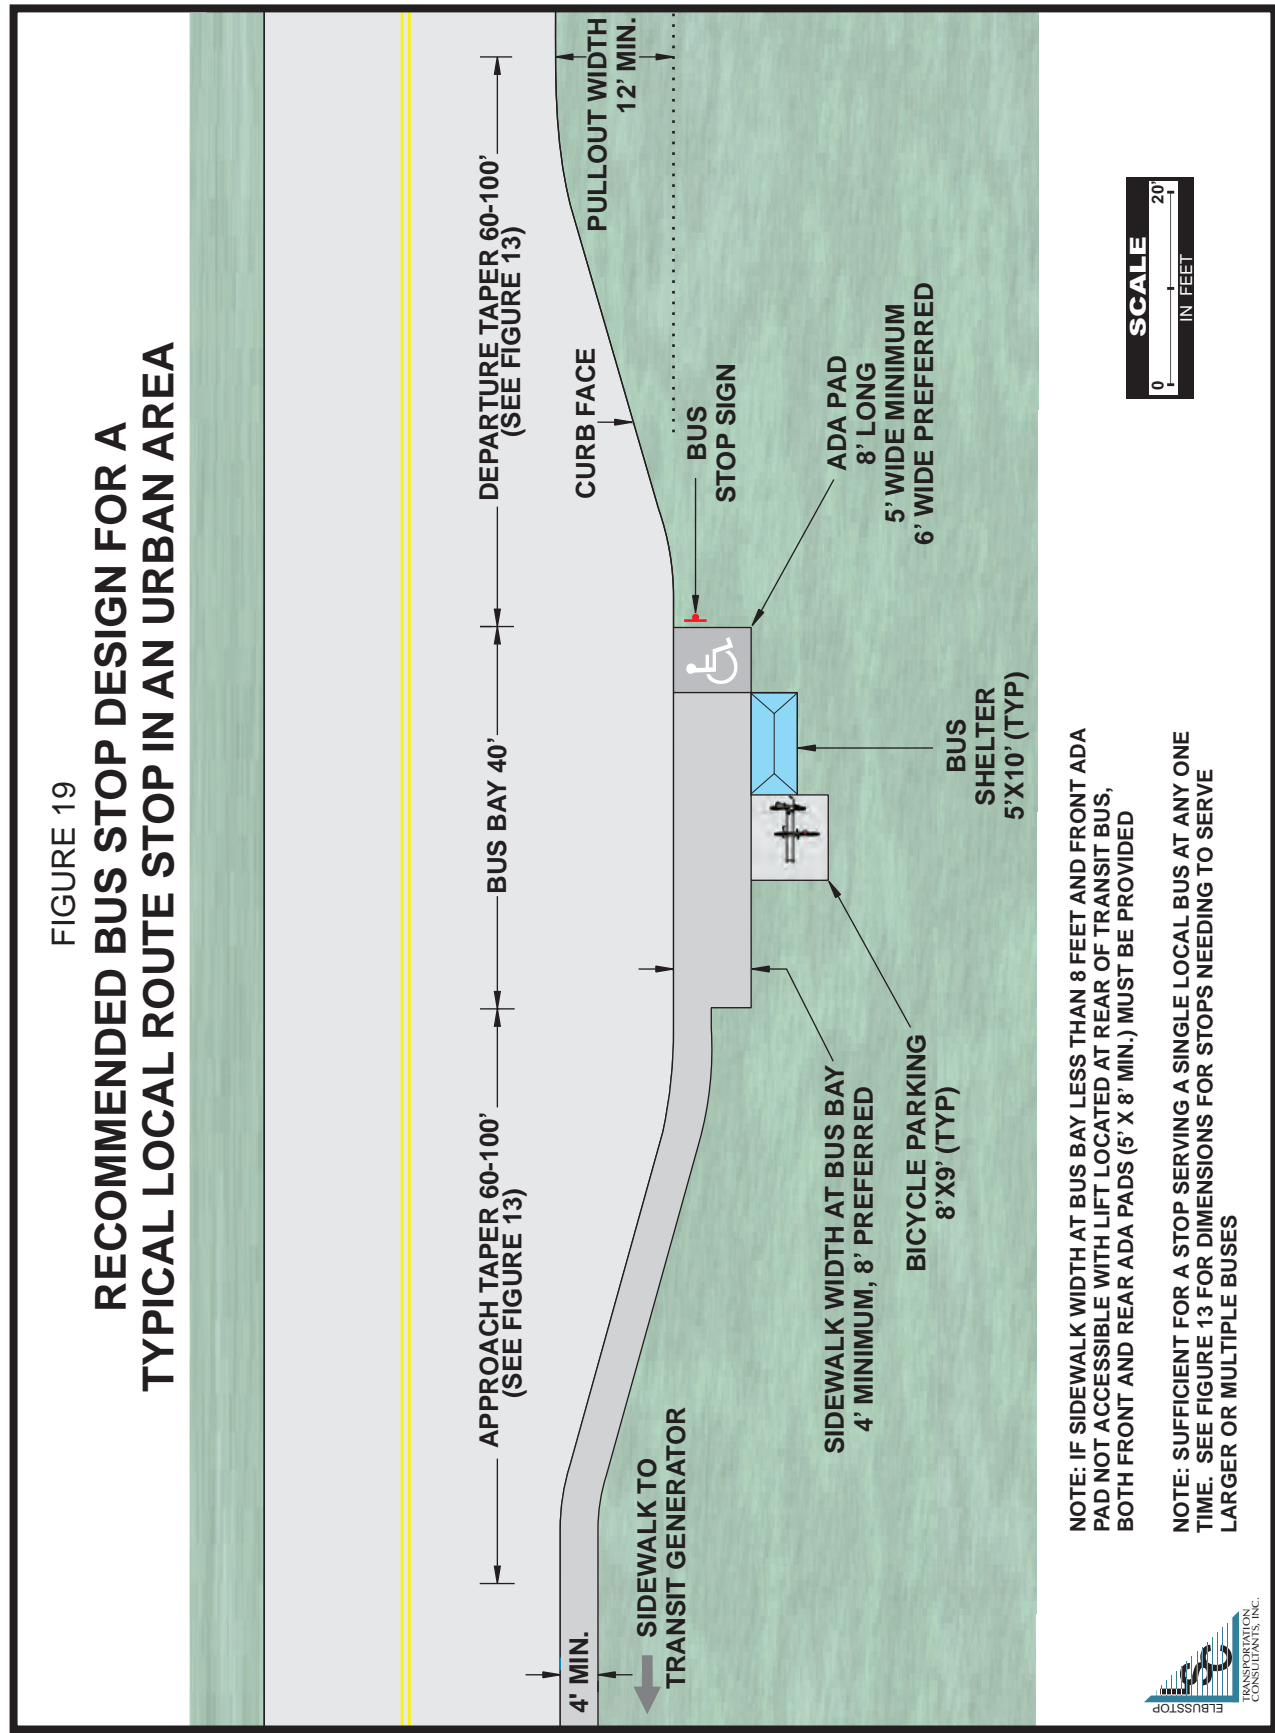 FIGURE 19
RECOMMENDED BUS STOP DESIGN FOR A
TYPICAL LOCAL ROUTE STOP IN AN URBAN AREA
APPROACH TAPER 60-100’
(SEE FIGURE 13)
BUS BAY 40’
DEPARTURE TAPER 60-100’
(SEE FIGURE 13)
PULLOUT WIDTH
12’ MIN.
CURB FACE
4' MIN.
SIDEWALK TO
TRANSIT GENERATOR
BUS
STOP SIGN
SIDEWALK WIDTH AT BUS BAY
4’ MINIMUM, 8’ PREFERRED
BICYCLE PARKING
8’X9’ (TYP)
BUS
SHELTER
5’X10’ (TYP)
ADA PAD
8’ LONG
5’ WIDE MINIMUM
6’ WIDE PREFERRED
NOTE: IF SIDEWALK WIDTH AT BUS BAY LESS THAN 8 FEET AND FRONT ADA
PAD NOT ACCESSIBLE WITH LIFT LOCATED AT REAR OF TRANSIT BUS,
BOTH FRONT AND REAR ADA PADS (5’ X 8’ MIN.) MUST BE PROVIDED
NOTE: SUFFICIENT FOR A STOP SERVING A SINGLE LOCAL BUS AT ANY ONE
TIME. SEE FIGURE 13 FOR DIMENSIONS FOR STOPS NEEDING TO SERVE
LARGER OR MULTIPLE BUSES
SCALE
0 20’
IN FEET
LSC
TRANSPORTATION
CONSULTANTS, INC.
ELBUSSTOP